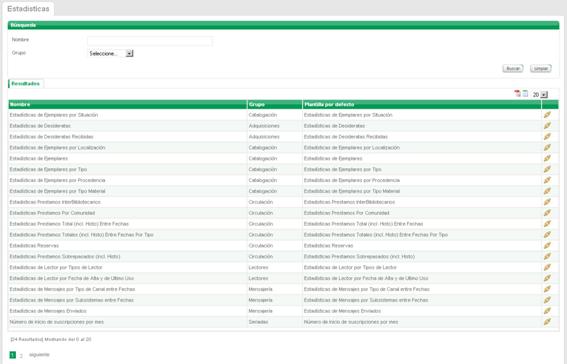 Estadísticas
Búsqueda
Nombre
Grupo Seleccione...
Buscar Limpiar
Resultados
20
Nombre Grupo Plantilla por defecto
Estadísticas de Ejemplares por Situación Catalogación Estadísticas de Ejemplares por Situación
Estadísticas de Desideratas Adquisiciones Estadísticas de Desideratas
Estadísticas de Desideratas Recibidas Adquisiciones Estadísticas de Desideratas Recibidas
Estadísticas de Ejemplares por Localización Catalogación Estadísticas de Ejemplares por Localización
Estadísticas de Ejemplares Catalogación Estadísticas de Ejemplares
Estadísticas de Ejemplares por Tipo Catalogación Estadísticas de Ejemplares por Tipo
Estadísticas de Ejemplares por Procedencia Catalogación Estadísticas de Ejemplares por Procedencia
Estadísticas de Ejemplares por Tipo Material Catalogación Estadísticas de Ejemplares por Tipo Material
Estadísticas Prestamos InterBibliotecarios Circulación Estadísticas Prestamos InterBibliotecarios
Estadísticas Prestamos Por Comunidad Circulación Estadísticas Prestamos Por Comunidad
Estadísticas Prestamos Total (incl. Histo) Entre Fechas Circulación Estadísticas Prestamos Total (incl. Histo) Entre Fechas
Estadísticas Prestamos Totales (incl. Histo) Entre Fechas Por Tipo Circulación Estadísticas Prestamos Totales (incl. Histo) Entre Fechas Por Tipo
Estadísticas Reservas Circulación Estadísticas Reservas
Estadísticas Prestamos Sobrepasados (incl. Histo) Circulación Estadísticas Prestamos Sobrepasados (incl. Histo)
Estadísticas de Lector por Tipos de Lector Lectores Estadísticas de Lector por Tipos de Lector
Estadísticas de Lector por Fecha de Alta y de Ultimo Uso Lectores Estadísticas de Lector por Fecha de Alta y de Ultimo Uso
Estadísticas de Mensajes por Tipo de Canal entre Fechas Mensajería Estadísticas de Mensajes por Tipo de Canal entre Fechas
Estadísticas de Mensajes por Subsistemas entre Fechas Mensajería Estadísticas de Mensajes por Subsistemas entre Fechas
Estadísticas de Mensajes Enviados Mensajería Estadísticas de Mensajes Enviados
Número de inicio de suscripciones por mes Seriadas Número de inicio de suscripciones por mes
[24 Resultados] Mostrando del 0 al 20
1 2 siguiente